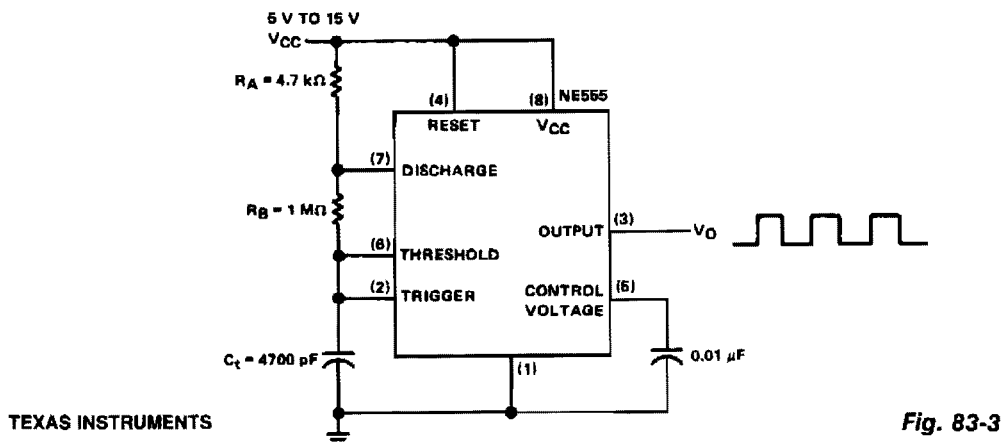 5 V TO 15 V
VCC
RA = 4.7 kΩ
(4)
(8)
NE555
RESET
VCC
(7)
DISCHARGE
RB = 1 MΩ
(3)
OUTPUT
VO
(6)
THRESHOLD
(2)
TRIGGER
CONTROL
VOLTAGE
(5)
Ct = 4700 pF
0.01 μF
(1)
TEXAS INSTRUMENTS
Fig. 83-3